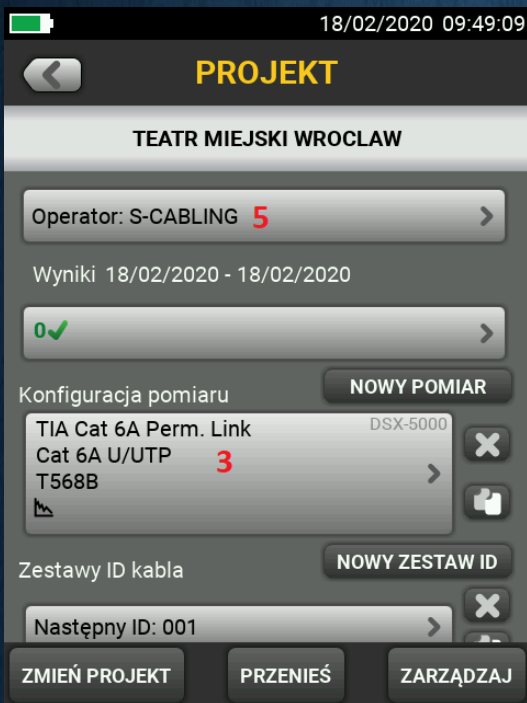 18/02/2020 09:49:09
PROJEKT
TEATR MIEJSKI WROCLAW
Operator: S-CABLING 5
Wyniki 18/02/2020 - 18/02/2020
0
Konfiguracja pomiaru
NOWY POMIAR
TIA Cat 6A Perm. Link
DSX-5000
Cat 6A U/UTP
3
T568B
Zestawy ID kabla
NOWY ZESTAW ID
Następny ID: 001
ZMIEŃ PROJEKT
PRZENIEŚ
ZARZĄDZAJ